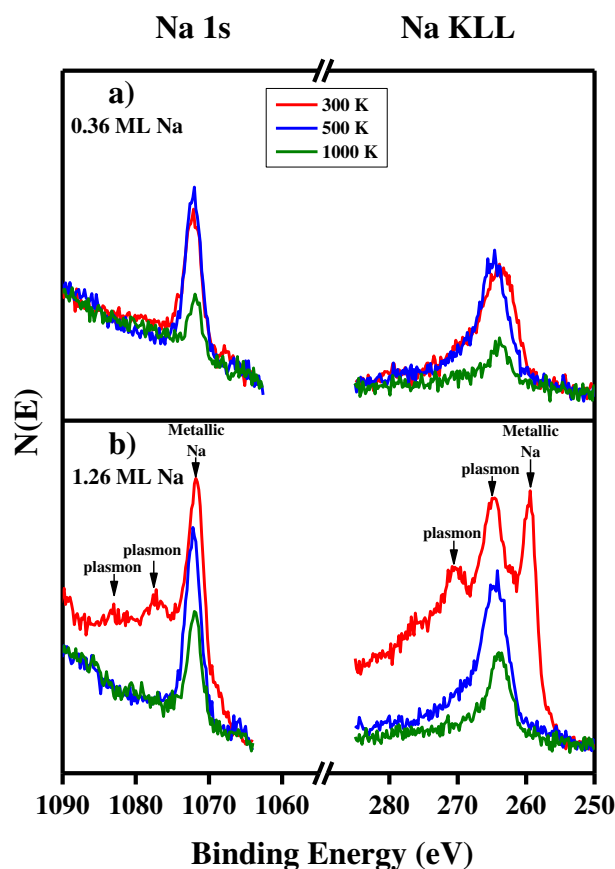 Na 1s
Na KLL
a)
0.36 ML Na
300 K
500 K
1000 K
b)
1.26 ML Na
Metallic
Na
plasmon
plasmon
Metallic
Na
plasmon
plasmon
N(E)
1090 1080 1070 1060 280 270 260 250
Binding Energy (eV)